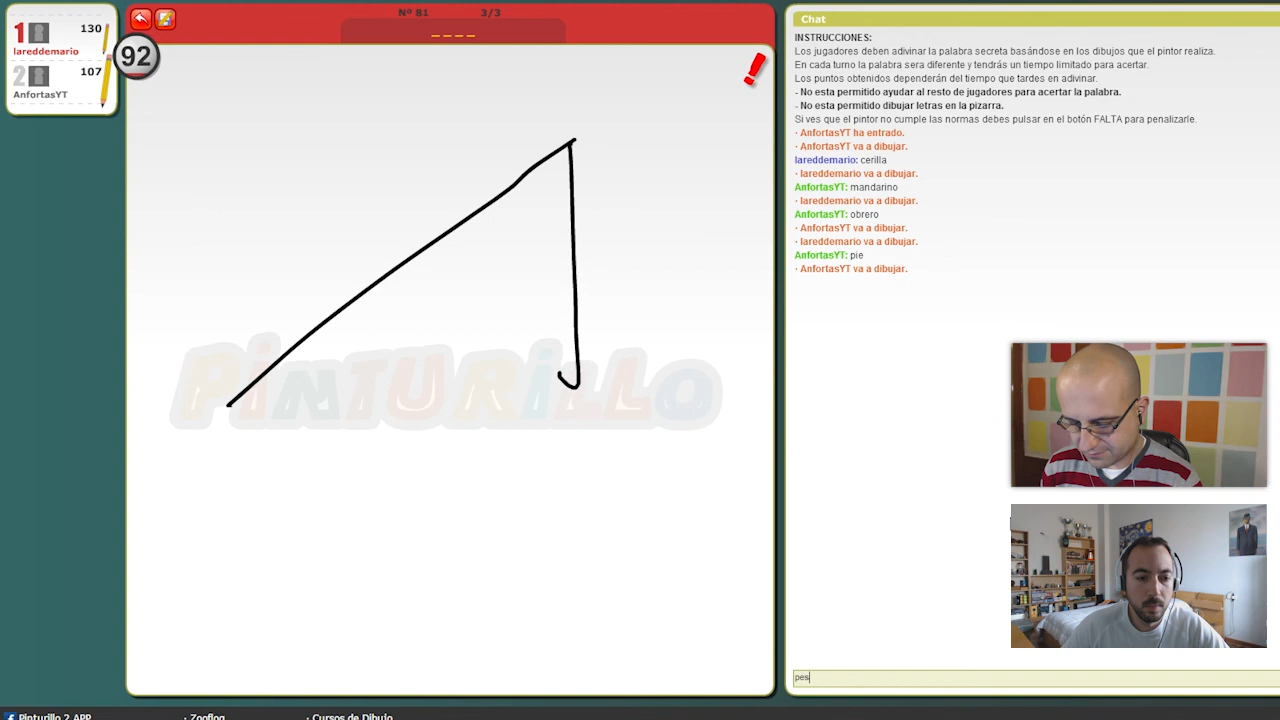 1
130
lareddemario
2
107
AnfortasYT
92
Nº 81 3/3
_ _ _ _
PINTURILLO
Chat
INSTRUCCIONES:
Los jugadores deben adivinar la palabra secreta basándose en los dibujos que el pintor realiza.
En cada turno la palabra sera diferente y tendrás un tiempo limitado para acertar.
Los puntos obtenidos dependerán del tiempo que tardes en adivinar.
- No esta permitido ayudar al resto de jugadores para acertar la palabra.
- No esta permitido dibujar letras en la pizarra.
Si ves que el pintor no cumple las normas debes pulsar en el botón FALTA para penalizarle.
· AnfortasYT ha entrado.
· AnfortasYT va a dibujar.
lareddemario: cerilla
· lareddemario va a dibujar.
AnfortasYT: mandarino
· lareddemario va a dibujar.
AnfortasYT: obrero
· AnfortasYT va a dibujar.
· lareddemario va a dibujar.
AnfortasYT: pie
· AnfortasYT va a dibujar.
pes
Pinturillo 2 APP · Zooflog · Cursos de Dibujo